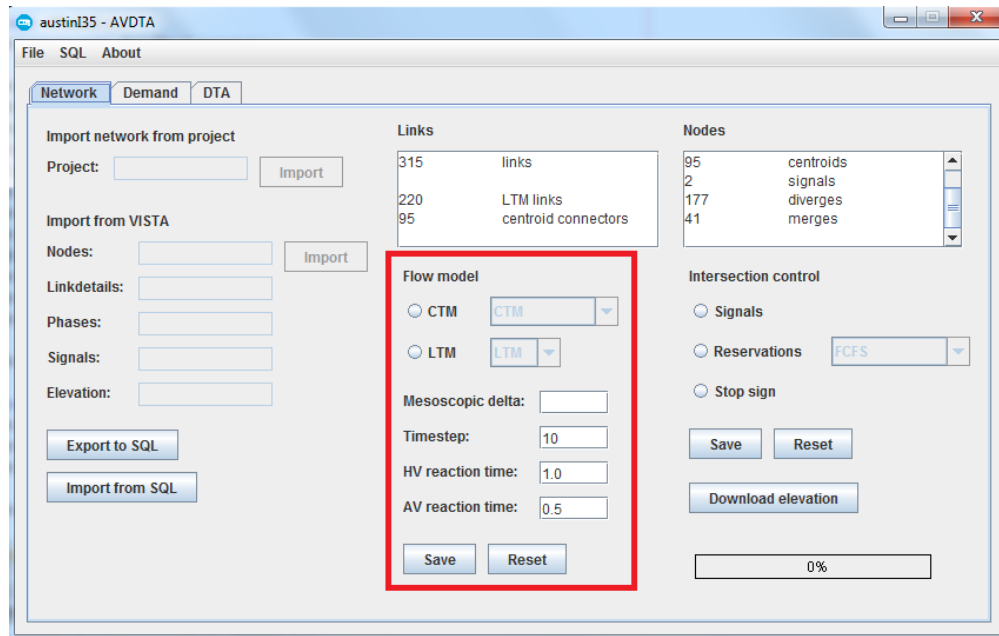 austinI35 - AVDTA
File SQL About
Network Demand DTA
Import network from project
Project:
Import
Import from VISTA
Nodes:
Import
Linkdetails:
Phases:
Signals:
Elevation:
Export to SQL
Import from SQL
Links
315 links
220 LTM links
95 centroid connectors
Flow model
CTM CTM
LTM LTM
Mesoscopic delta:
Timestep: 10
HV reaction time: 1.0
AV reaction time: 0.5
Save Reset
Nodes
95 centroids
2 signals
177 diverges
41 merges
Intersection control
Signals
Reservations FCFS
Stop sign
Save Reset
Download elevation
0%